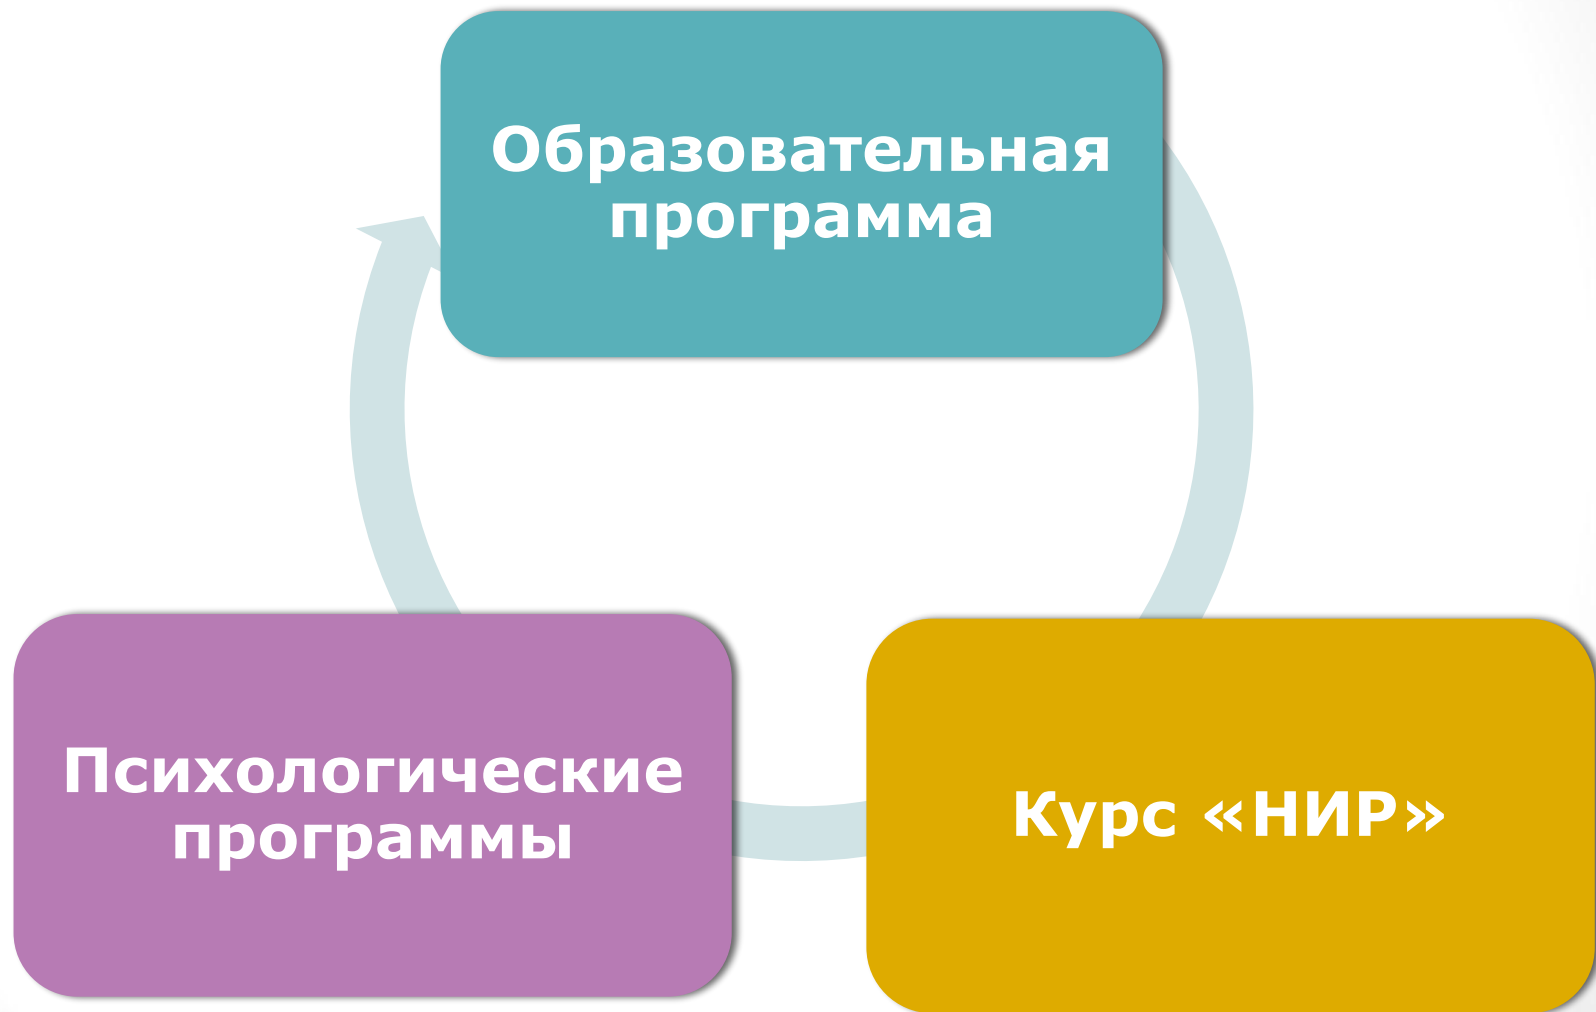 Образовательная
программа
Психологические
программы
Курс «НИР»